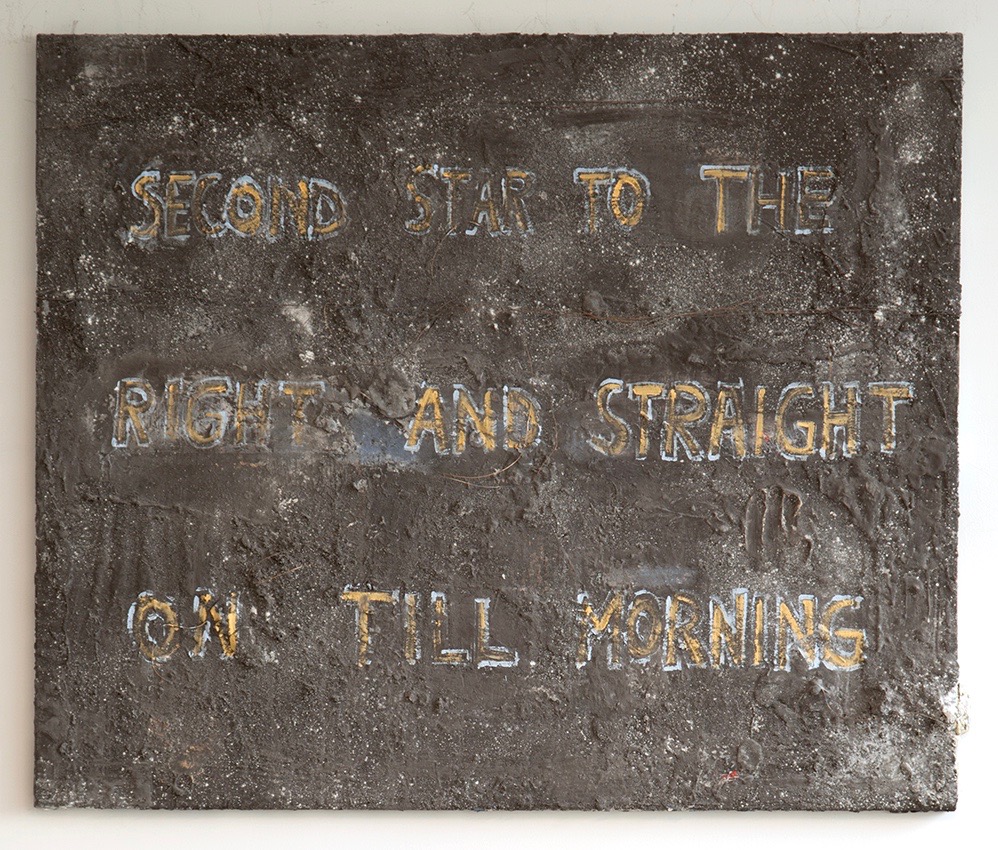 SECOND STAR TO THE
RIGHT AND STRAIGHT
ON TILL MORNING